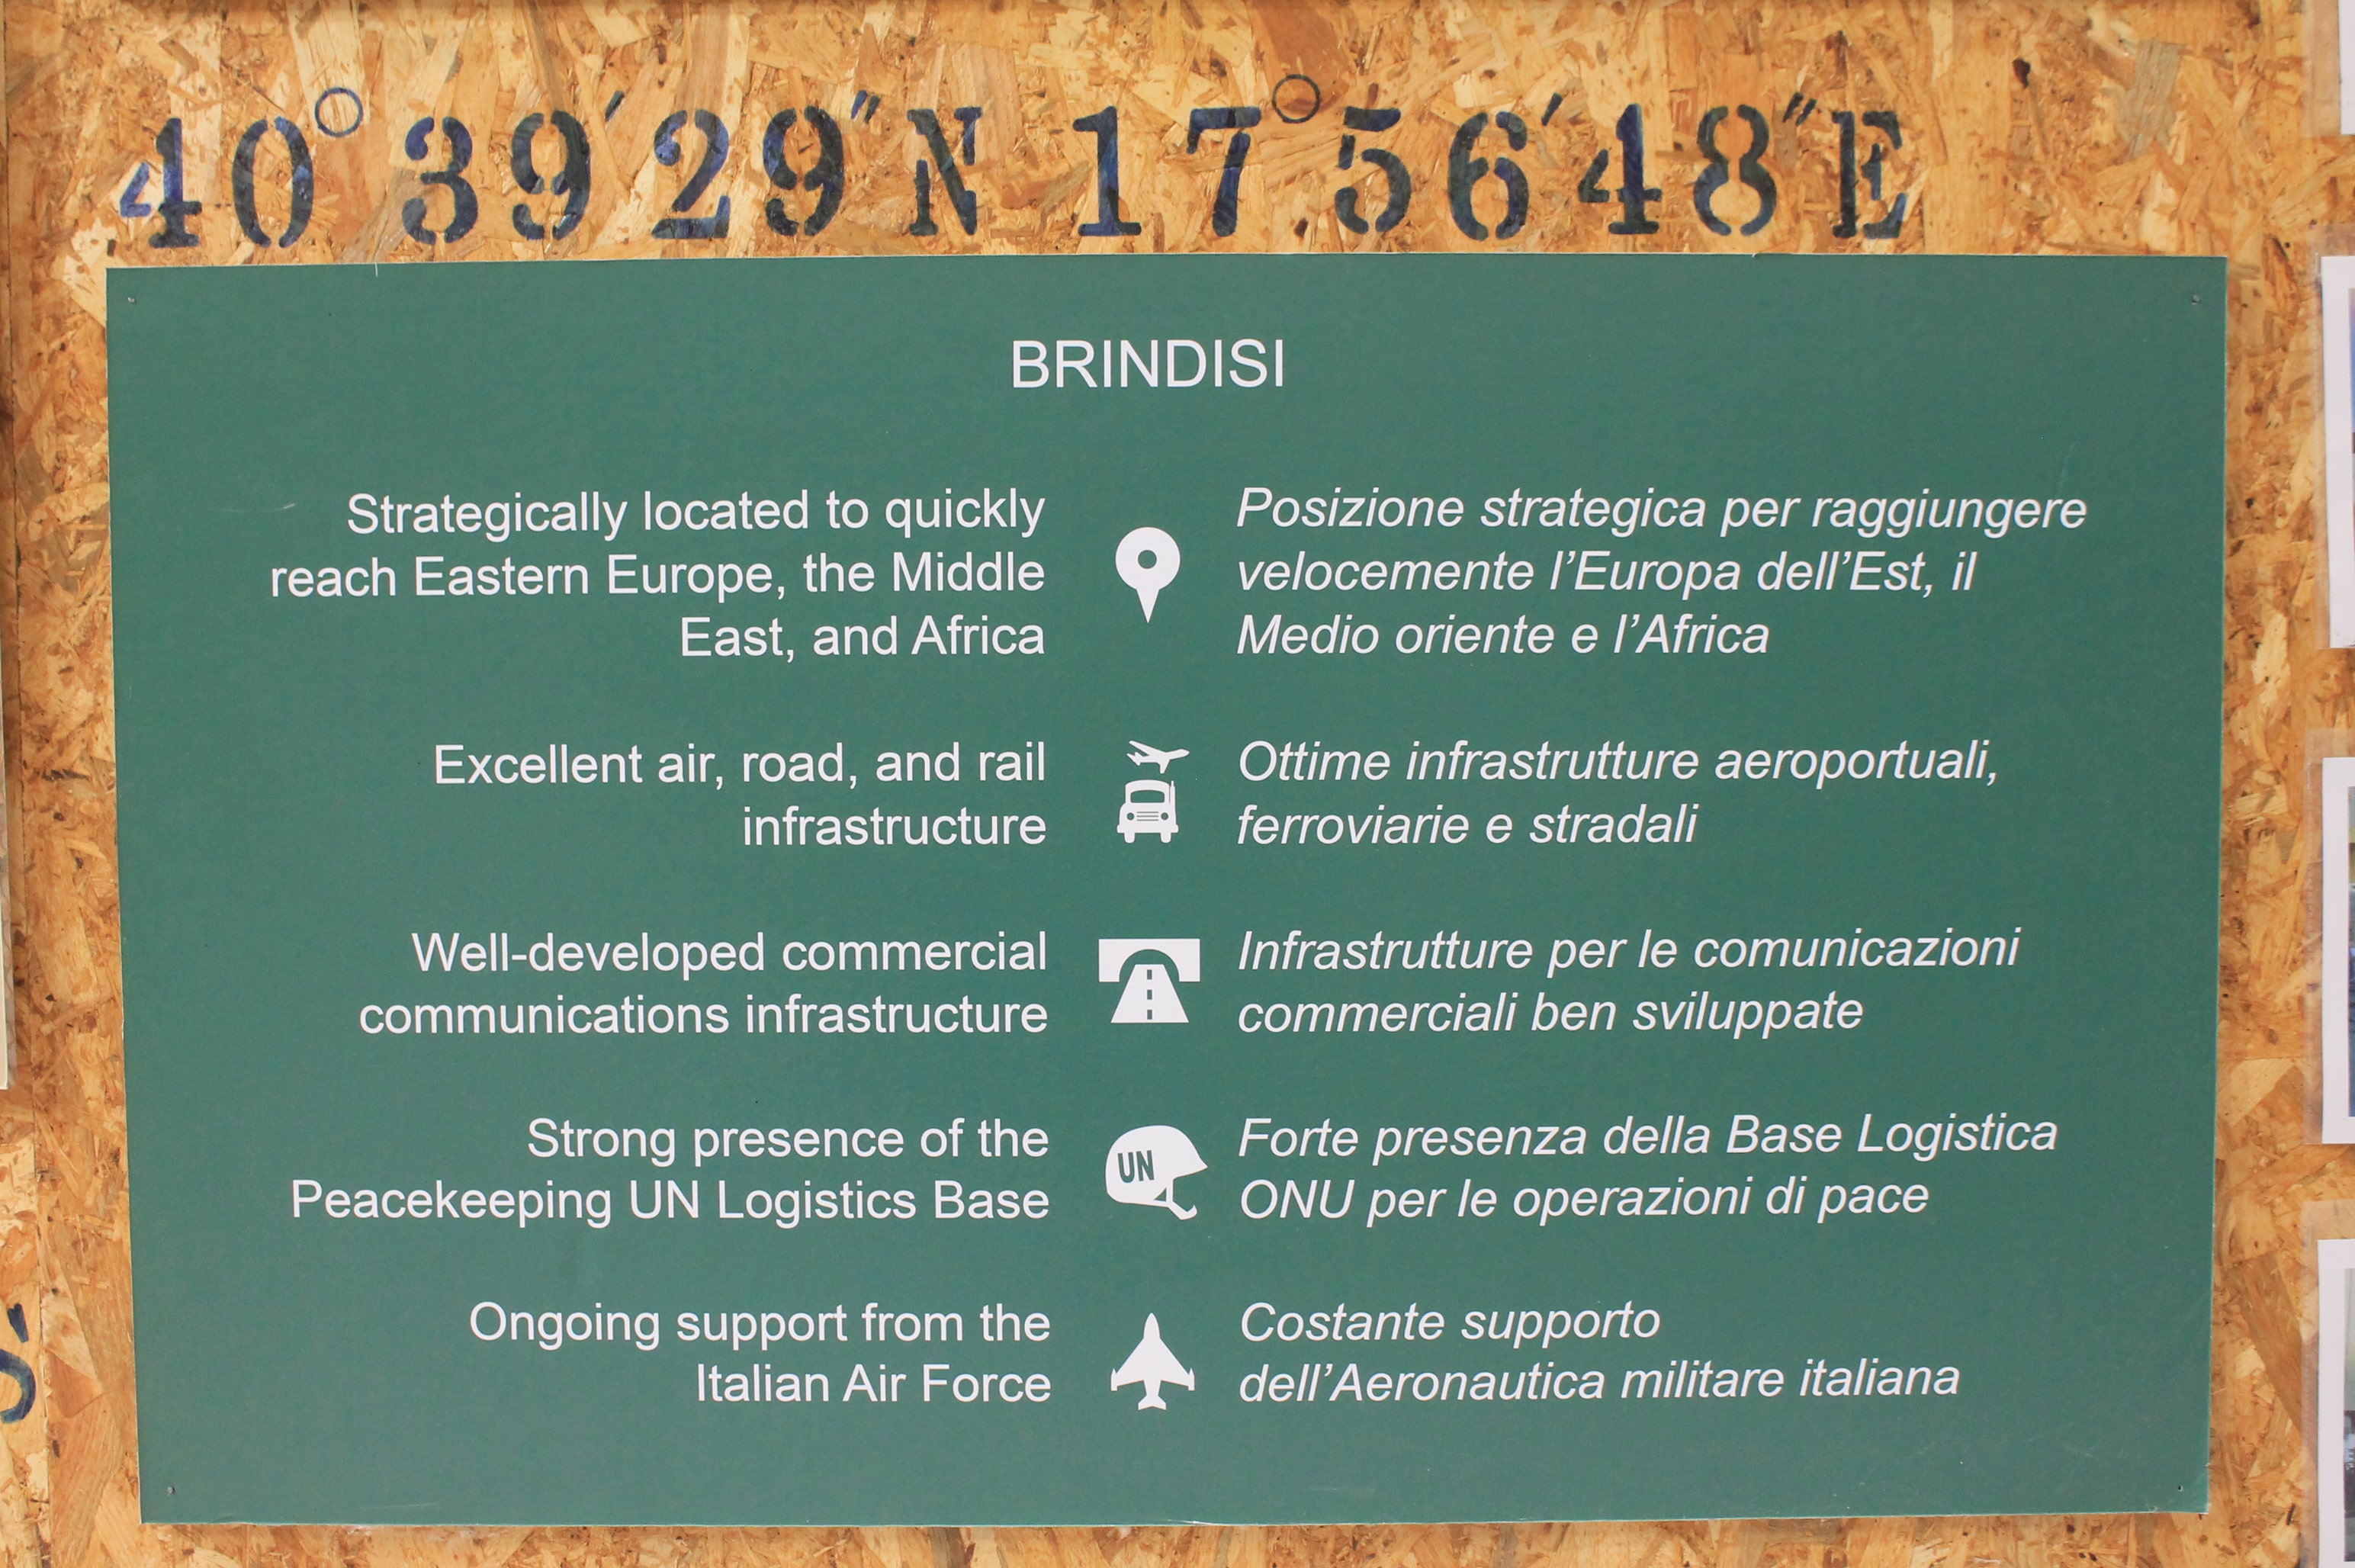 40° 39′ 29″ N 17° 56′ 48″ E
BRINDISI
Strategically located to quickly
reach Eastern Europe, the Middle
East, and Africa
Posizione strategica per raggiungere
velocemente l’Europa dell’Est, il
Medio oriente e l’Africa
Excellent air, road, and rail
infrastructure
Ottime infrastrutture aeroportuali,
ferroviarie e stradali
Well-developed commercial
communications infrastructure
Infrastrutture per le comunicazioni
commerciali ben sviluppate
Strong presence of the
Peacekeeping UN Logistics Base
UN
Forte presenza della Base Logistica
ONU per le operazioni di pace
Ongoing support from the
Italian Air Force
Costante supporto
dell’Aeronautica militare italiana